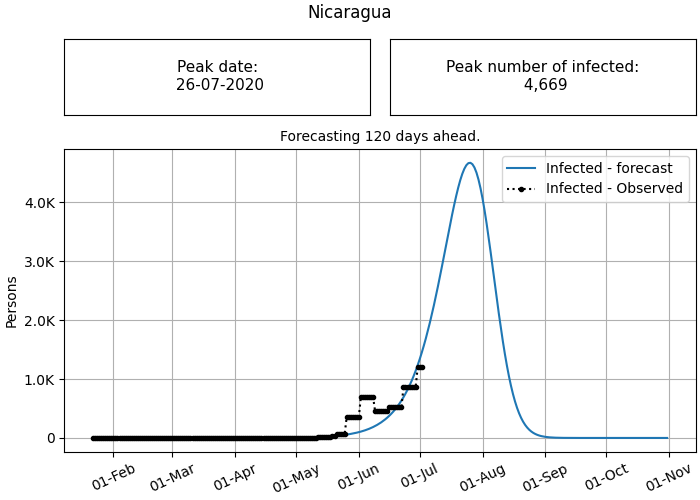 Nicaragua
Peak date:
26-07-2020
Peak number of infected:
4,669
Forecasting 120 days ahead.
Infected - forecast
Infected - Observed
Persons
4.0K
3.0K
2.0K
1.0K
0
01-Feb
01-Mar
01-Apr
01-May
01-Jun
01-Jul
01-Aug
01-Sep
01-Oct
01-Nov